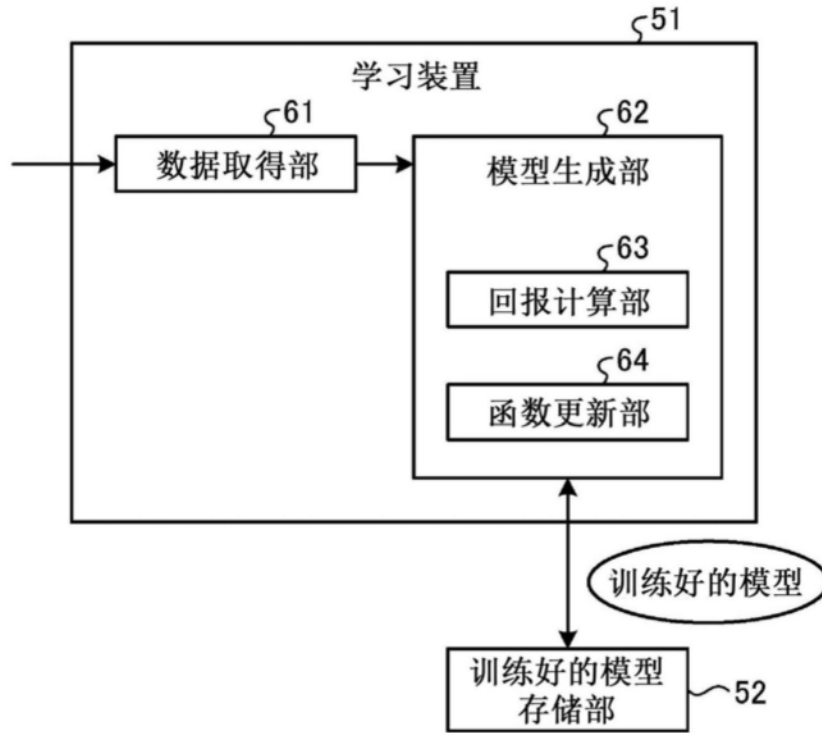 51
学习装置
61
62
数据取得部
模型生成部
63
回报计算部
64
函数更新部
训练好的模型
训练好的模型
存储部
52